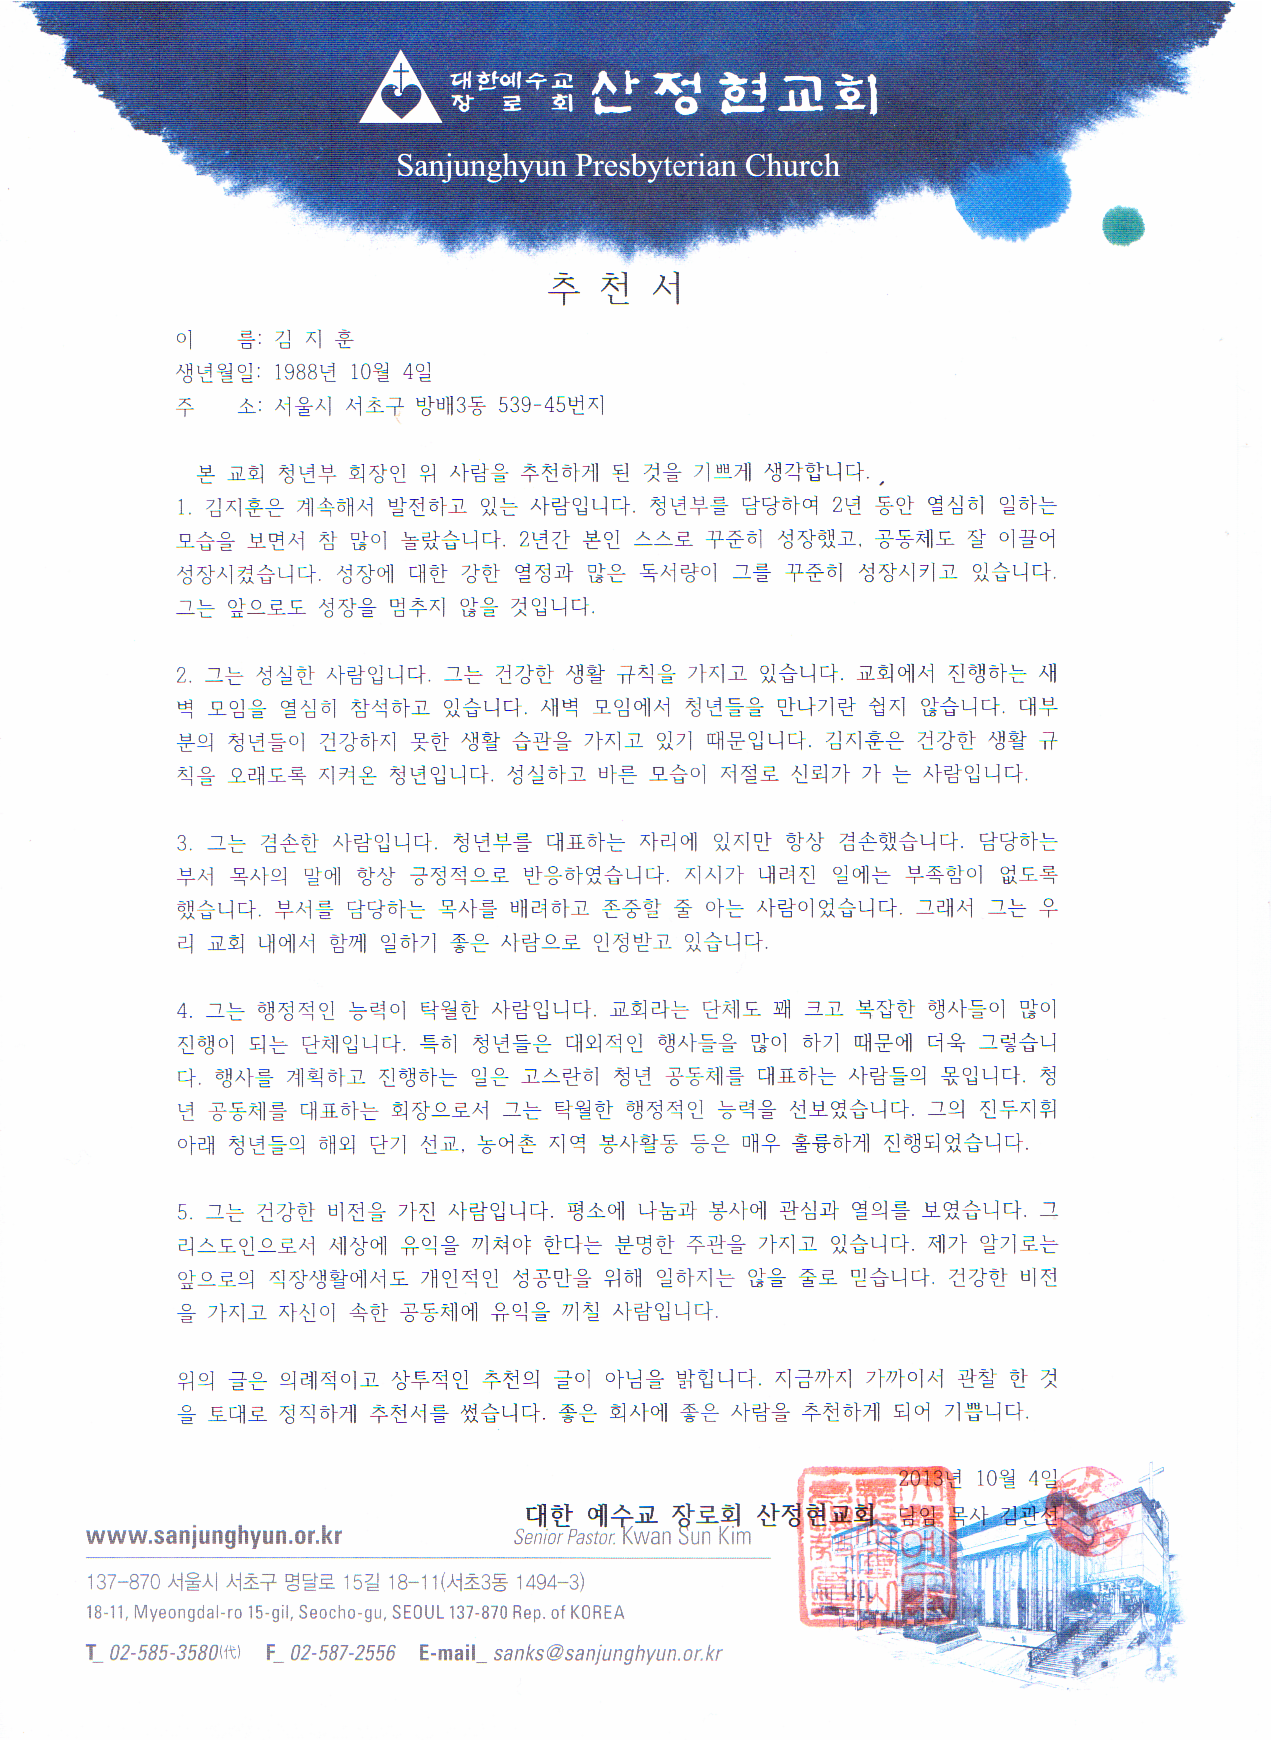 대한예수교
장로회 산정현교회
Sanjunghyun Presbyterian Church
추 천 서
이 름: 김 지 훈
생년월일: 1988년 10월 4일
주 소: 서울시 서초구 방배3동 539-45번지
본 교회 청년부 회장인 위 사람을 추천하게 된 것을 기쁘게 생각합니다.
1. 김지훈은 계속해서 발전하고 있는 사람입니다. 청년부를 담당하여 2년 동안 열심히 일하는
모습을 보면서 참 많이 놀랐습니다. 2년간 본인 스스로 꾸준히 성장했고, 공동체도 잘 이끌어
성장시켰습니다. 성장에 대한 강한 열정과 많은 독서량이 그를 꾸준히 성장시키고 있습니다.
그는 앞으로도 성장을 멈추지 않을 것입니다.
2. 그는 성실한 사람입니다. 그는 건강한 생활 규칙을 가지고 있습니다. 교회에서 진행하는 새
벽 모임을 열심히 참석하고 있습니다. 새벽 모임에서 청년들을 만나기란 쉽지 않습니다. 대부
분의 청년들이 건강하지 못한 생활 습관을 가지고 있기 때문입니다. 김지훈은 건강한 생활 규
칙을 오래도록 지켜온 청년입니다. 성실하고 바른 모습이 저절로 신뢰가 가 는 사람입니다.
3. 그는 겸손한 사람입니다. 청년부를 대표하는 자리에 있지만 항상 겸손했습니다. 담당하는
부서 목사의 말에 항상 긍정적으로 반응하였습니다. 지시가 내려진 일에는 부족함이 없도록
했습니다. 부서를 담당하는 목사를 배려하고 존중할 줄 아는 사람이었습니다. 그래서 그는 우
리 교회 내에서 함께 일하기 좋은 사람으로 인정받고 있습니다.
4. 그는 행정적인 능력이 탁월한 사람입니다. 교회라는 단체도 꽤 크고 복잡한 행사들이 많이
진행이 되는 단체입니다. 특히 청년들은 대외적인 행사들을 많이 하기 때문에 더욱 그렇습니
다. 행사를 계획하고 진행하는 일은 고스란히 청년 공동체를 대표하는 사람들의 몫입니다. 청
년 공동체를 대표하는 회장으로서 그는 탁월한 행정적인 능력을 선보였습니다. 그의 진두지휘
아래 청년들의 해외 단기 선교, 농어촌 지역 봉사활동 등은 매우 훌륭하게 진행되었습니다.
5. 그는 건강한 비전을 가진 사람입니다. 평소에 나눔과 봉사에 관심과 열의를 보였습니다. 그
리스도인으로서 세상에 유익을 끼쳐야 한다는 분명한 주관을 가지고 있습니다. 제가 알기로는
앞으로의 직장생활에서도 개인적인 성공만을 위해 일하지는 않을 줄로 믿습니다. 건강한 비전
을 가지고 자신이 속한 공동체에 유익을 끼칠 사람입니다.
위의 글은 의례적이고 상투적인 추천의 글이 아님을 밝힙니다. 지금까지 가까이서 관찰 한 것
을 토대로 정직하게 추천서를 썼습니다. 좋은 회사에 좋은 사람을 추천하게 되어 기쁩니다.
2013년 10월 4일
대한 예수교 장로회 산정현교회 담임 목사 김관선
www.sanjunghyun.or.kr Senior Pastor. Kwan Sun Kim
137-870 서울시 서초구 명달로 15길 18-11(서초3동 1494-3)
18-11, Myeongdal-ro 15-gil, Seocho-gu, SEOUL 137-870 Rep. of KOREA
T_ 02-585-3580(代) F_ 02-587-2556 E-mail_ sanks@sanjunghyun.or.kr